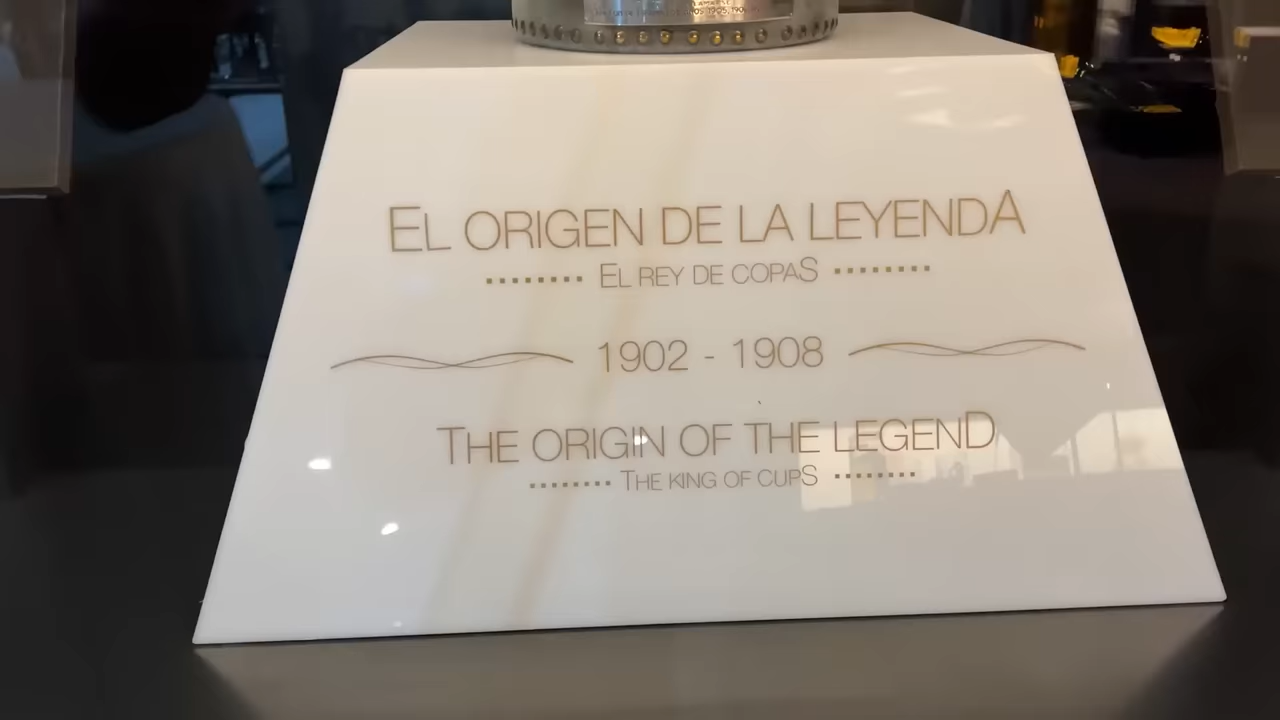 EL ORIGEN DE LA LEYENDA
EL REY DE COPAS
1902 - 1908
THE ORIGIN OF THE LEGEND
THE KING OF CUPS